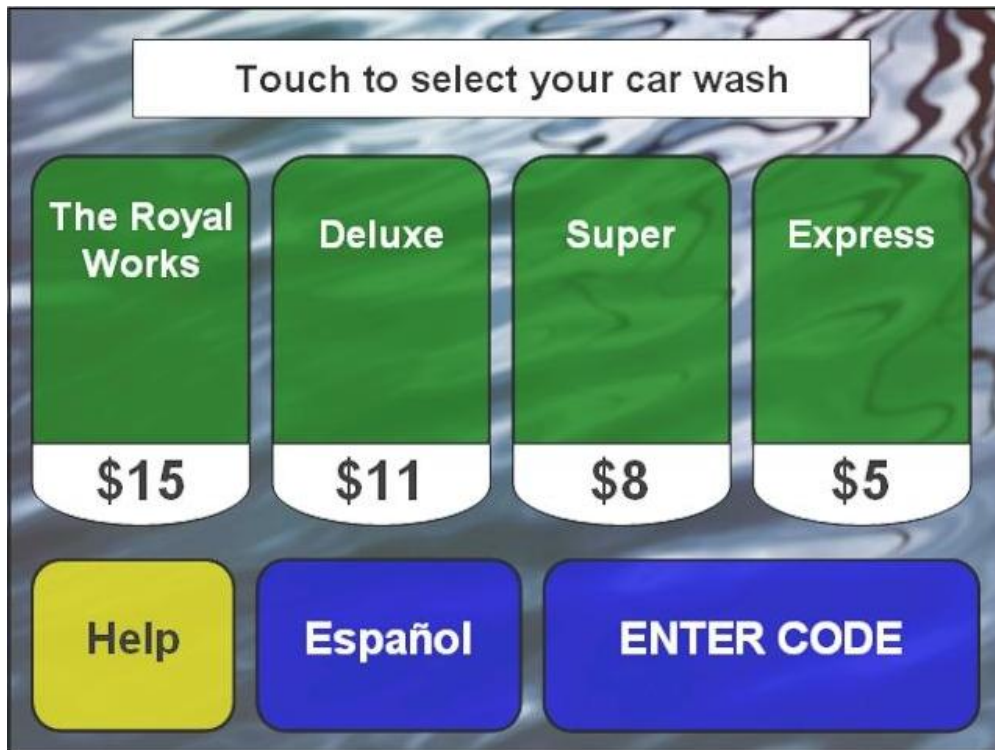 Touch to select your car wash
The Royal
Works
Deluxe
Super
Express
$15
$11
$8
$5
Help
Español
ENTER CODE